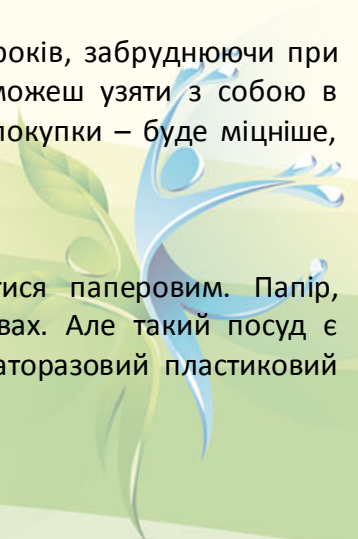 років, забруднюючи при
можеш узяти з собою в
покупки – буде міцніше,
тися паперовим. Папір,
вах. Але такий посуд є
аторазовий пластиковий